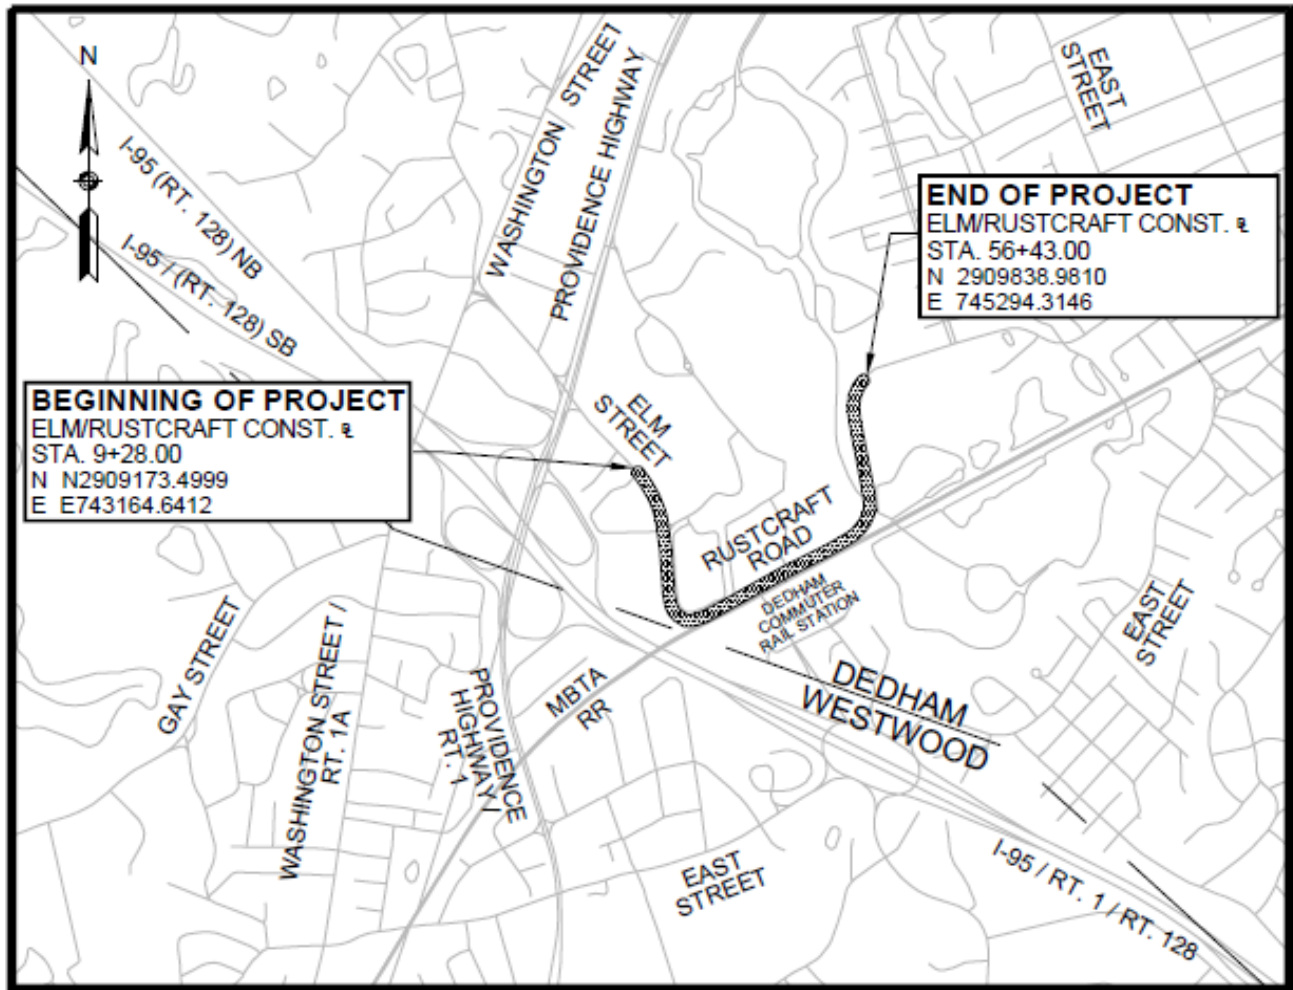 N
I-95 (RT. 128) NB
I-95 / (RT. 128) SB
WASHINGTON STREET
PROVIDENCE HIGHWAY
EAST
STREET
END OF PROJECT
ELM/RUSTCRAFT CONST. ℄
STA. 56+43.00
N 2909838.9810
E 745294.3146
BEGINNING OF PROJECT
ELM/RUSTCRAFT CONST. ℄
STA. 9+28.00
N N2909173.4999
E E743164.6412
ELM
STREET
RUSTCRAFT
ROAD
DEDHAM
COMMUTER
RAIL STATION
EAST
STREET
GAY STREET
WASHINGTON STREET /
RT. 1A
PROVIDENCE
HIGHWAY /
RT. 1
MBTA
RR
DEDHAM
WESTWOOD
EAST
STREET
I-95 / RT. 1 / RT. 128